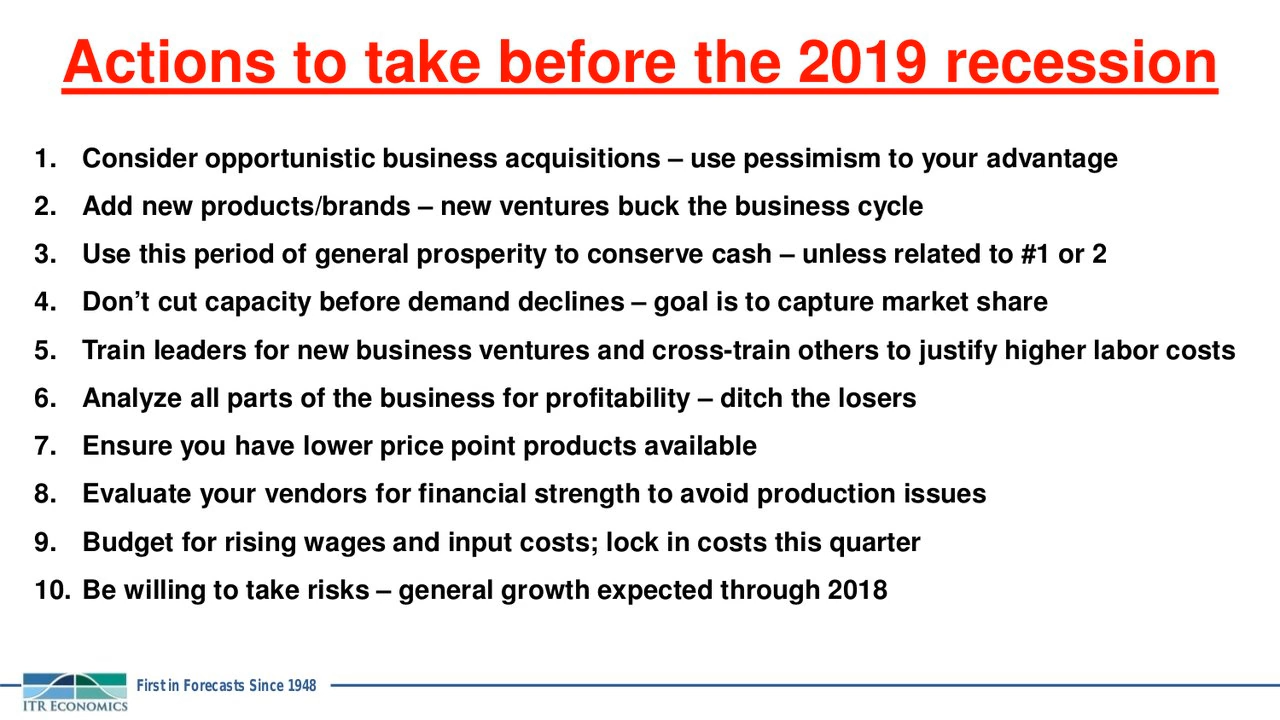 Actions to take before the 2019 recession
1. Consider opportunistic business acquisitions – use pessimism to your advantage
2. Add new products/brands – new ventures buck the business cycle
3. Use this period of general prosperity to conserve cash – unless related to #1 or 2
4. Don’t cut capacity before demand declines – goal is to capture market share
5. Train leaders for new business ventures and cross-train others to justify higher labor costs
6. Analyze all parts of the business for profitability – ditch the losers
7. Ensure you have lower price point products available
8. Evaluate your vendors for financial strength to avoid production issues
9. Budget for rising wages and input costs; lock in costs this quarter
10. Be willing to take risks – general growth expected through 2018
First in Forecasts Since 1948
ITR ECONOMICS